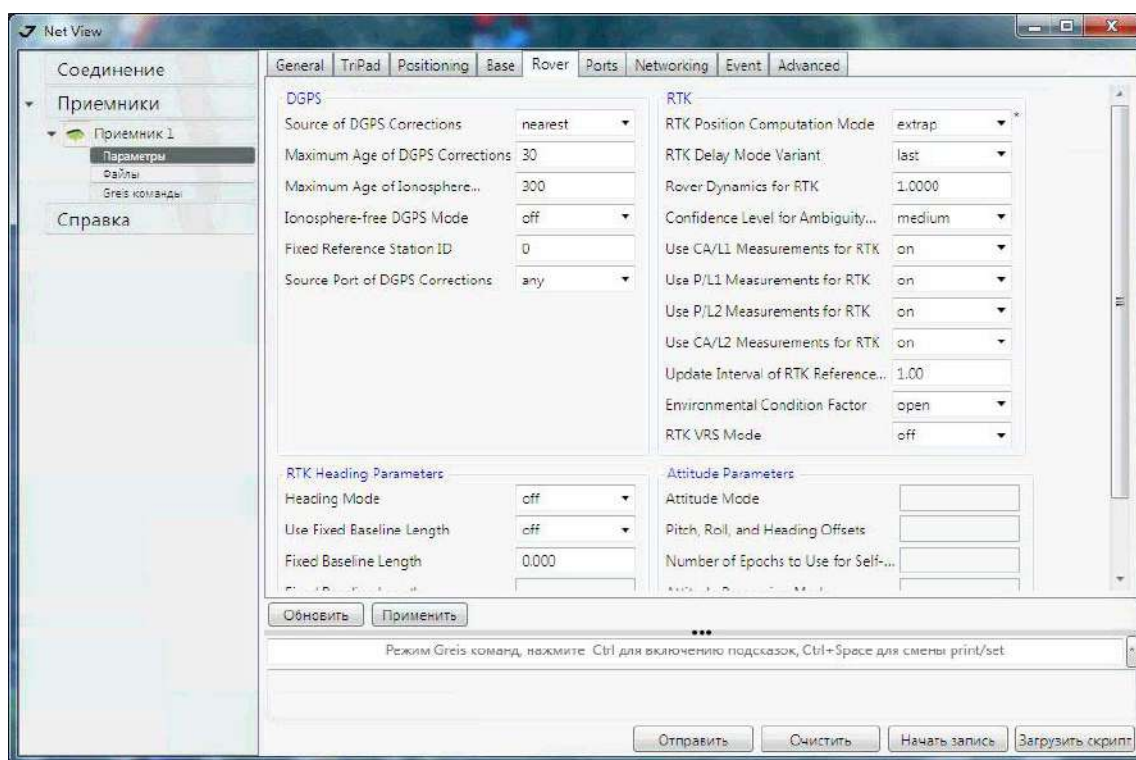 Net View
Соединение
Приемники
Приемник 1
Параметры
Файлы
Greis команды
Справка
General TriPad Positioning Base Rover Ports Networking Event Advanced
DGPS
Source of DGPS Corrections nearest
Maximum Age of DGPS Corrections 30
Maximum Age of Ionosphere... 300
Ionosphere-free DGPS Mode off
Fixed Reference Station ID 0
Source Port of DGPS Corrections any
RTK
RTK Position Computation Mode extrap *
RTK Delay Mode Variant last
Rover Dynamics for RTK 1.0000
Confidence Level for Ambiguity... medium
Use CA/L1 Measurements for RTK on
Use P/L1 Measurements for RTK on
Use P/L2 Measurements for RTK on
Use CA/L2 Measurements for RTK on
Update Interval of RTK Reference... 1.00
Environmental Condition Factor open
RTK VRS Mode off
RTK Heading Parameters
Heading Mode off
Use Fixed Baseline Length off
Fixed Baseline Length 0.000
Attitude Parameters
Attitude Mode
Pitch, Roll, and Heading Offsets
Number of Epochs to Use for Self-...
Обновить Применить
Режим Greis команд, нажмите Ctrl для включению подсказок, Ctrl+Space для смены print/set
Отправить Очистить Начать запись Загрузить скрипт